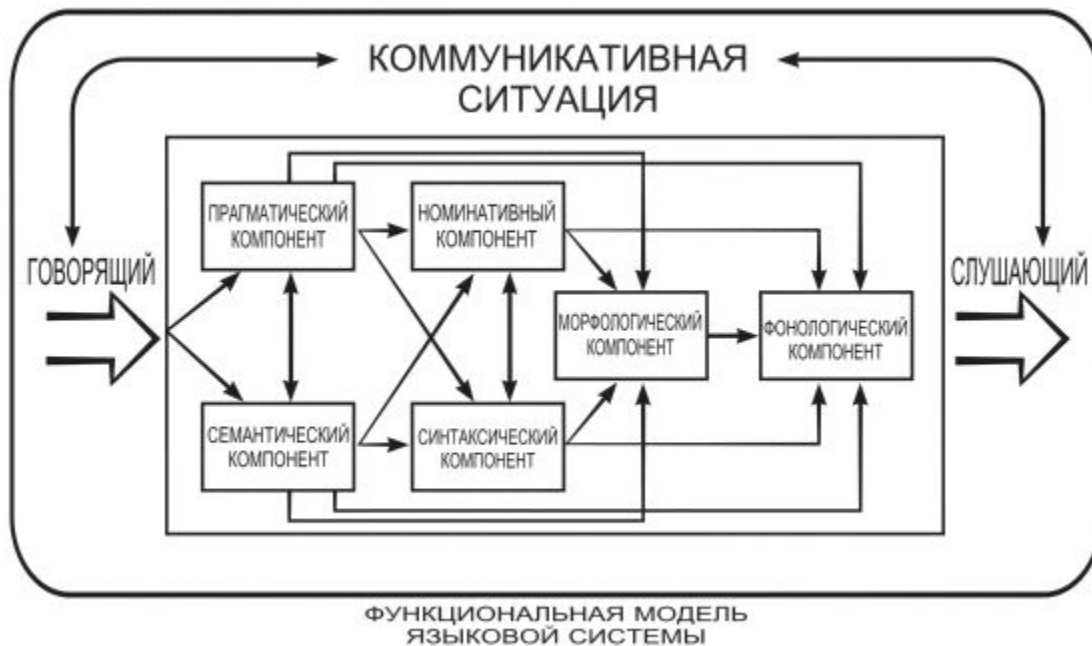 КОММУНИКАТИВНАЯ
СИТУАЦИЯ
ПРАГМАТИЧЕСКИЙ
КОМПОНЕНТ
НОМИНАТИВНЫЙ
КОМПОНЕНТ
ГОВОРЯЩИЙ
СЛУШАЮЩИЙ
МОРФОЛОГИЧЕСКИЙ
КОМПОНЕНТ
ФОНОЛОГИЧЕСКИЙ
КОМПОНЕНТ
СЕМАНТИЧЕСКИЙ
КОМПОНЕНТ
СИНТАКСИЧЕСКИЙ
КОМПОНЕНТ
ФУНКЦИОНАЛЬНАЯ МОДЕЛЬ
ЯЗЫКОВОЙ СИСТЕМЫ